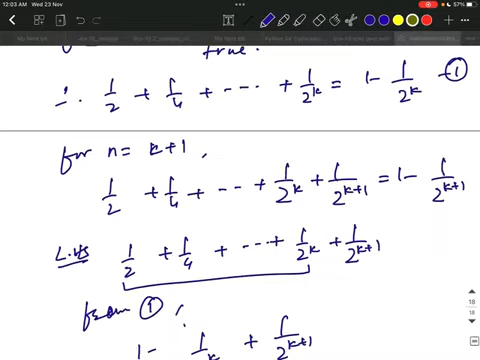 12:03 AM Wed 23 Nov
57%
true.
∴ 1/2 + 1/4 + ---- + 1/2^k = 1 - 1/2^k -①
for n = k+1,
1/2 + 1/4 + -- + 1/2^k + 1/2^(k+1) = 1 - 1/2^(k+1)
L.H.S 1/2 + 1/4 + ---+ 1/2^k + 1/2^(k+1)
18
from ①,
18
1 - 1/2^k + 1/2^(k+1)